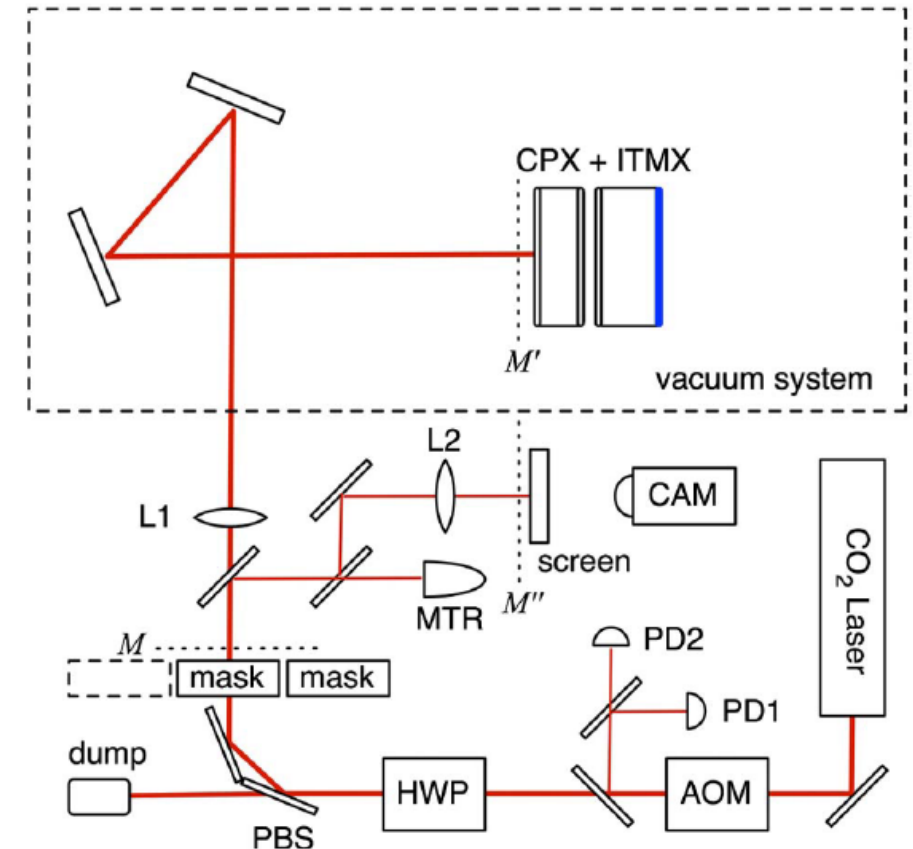 CPX + ITMX
M′
vacuum system
L2
CAM
L1
screen
MTR
M″
CO₂ Laser
M
PD2
mask
mask
PD1
dump
HWP
AOM
PBS